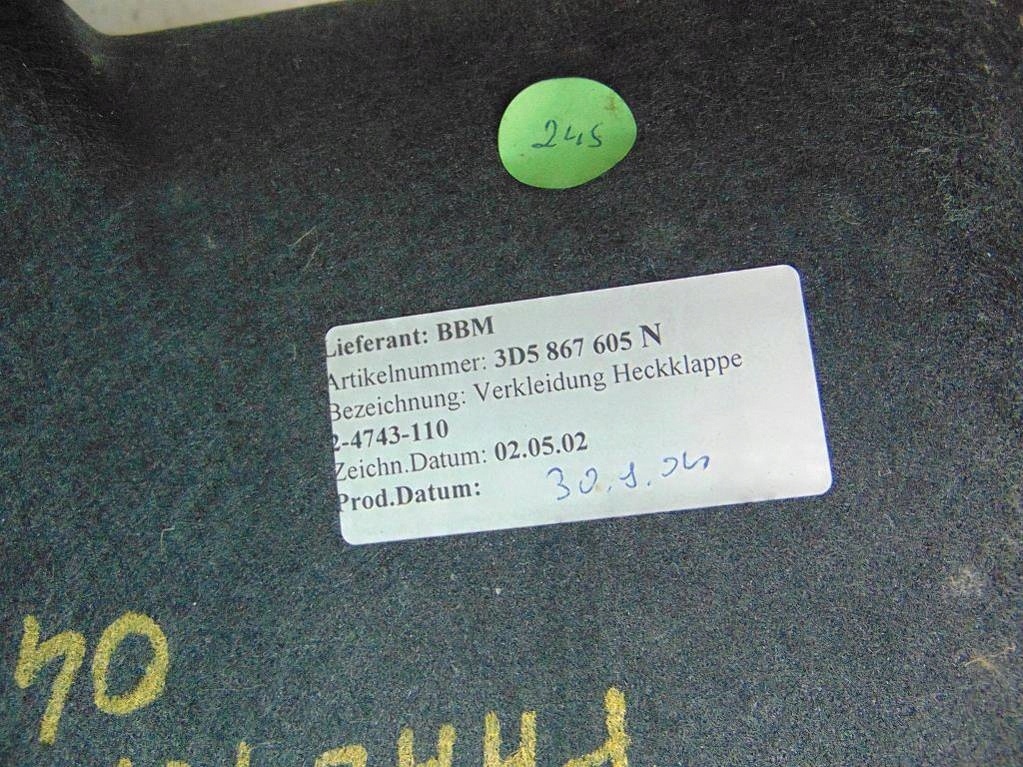 245
Lieferant: BBM
Artikelnummer: 3D5 867 605 N
Bezeichnung: Verkleidung Heckklappe
2-4743-110
Zeichn.Datum: 02.05.02
Prod.Datum: 30.1.04
04